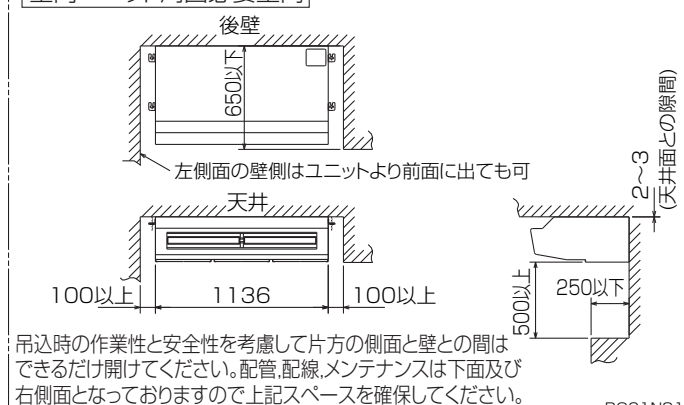 後壁
650以下
左側面の壁側はユニットより前面に出ても可
天井
100以上
1136
100以上
2～3
(天井面との隙間)
500以上
250以下
吊込時の作業性と安全性を考慮して片方の側面と壁との間は
できるだけ開けてください。配管,配線,メンテナンスは下面及び
右側面となっておりますので上記スペースを確保してください。